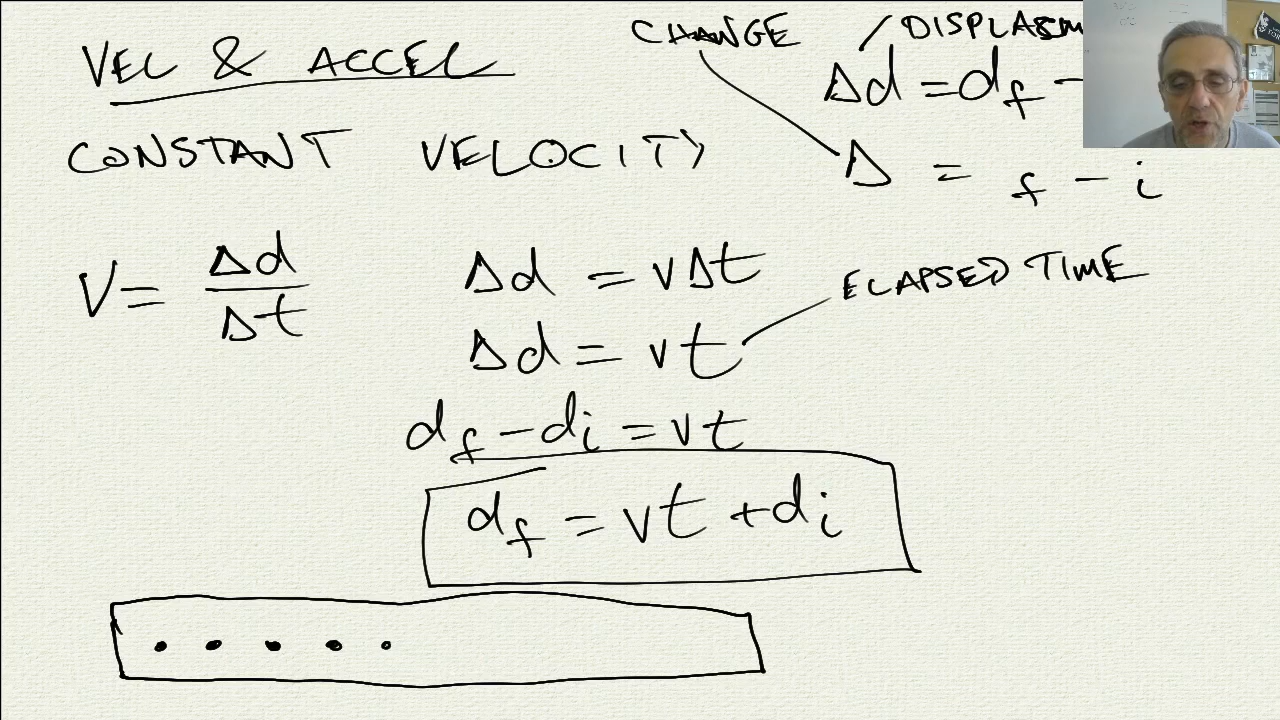 VEL & ACCEL
CHANGE / DISPLASM
Δd = df -
CONSTANT VELOCITY
Δ = f - i
V = Δd/Δt
Δd = vΔt
ELAPSED TIME
Δd = vt
df - di = vt
df = vt + di